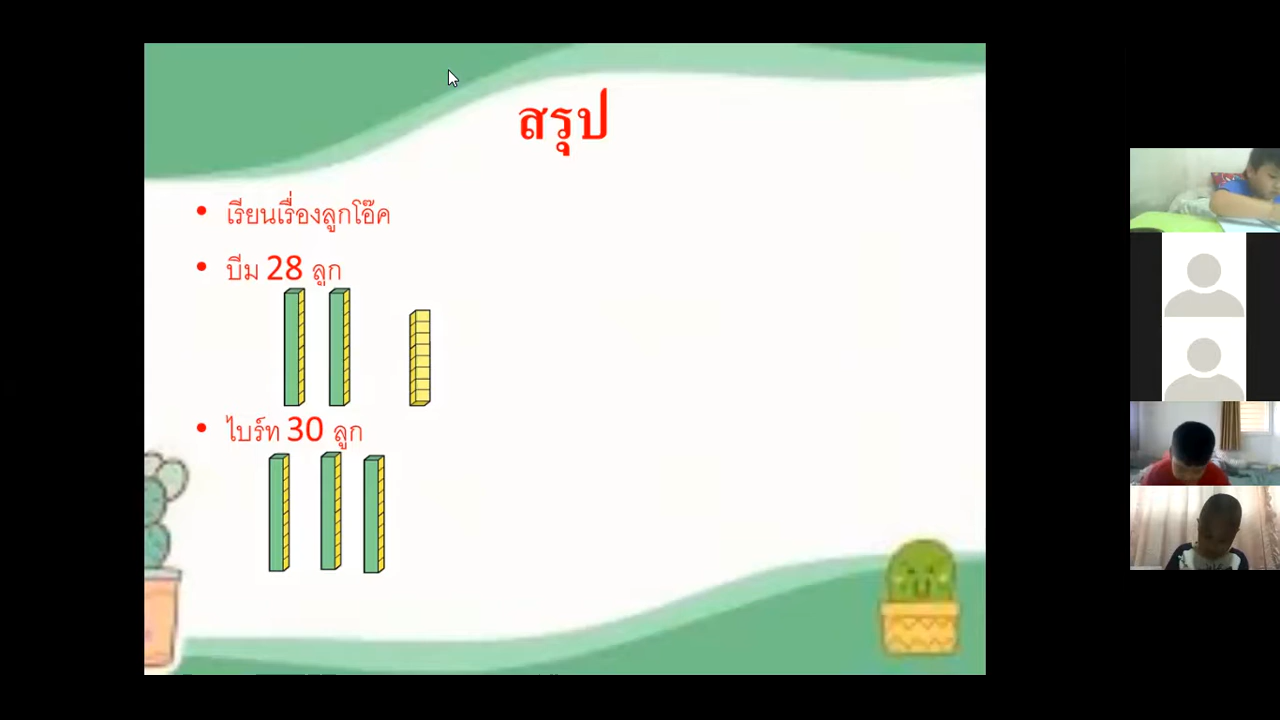 สรุป
เรียนเรื่องลูกโอ๊ค
บีม 28 ลูก
ไบร์ท 30 ลูก